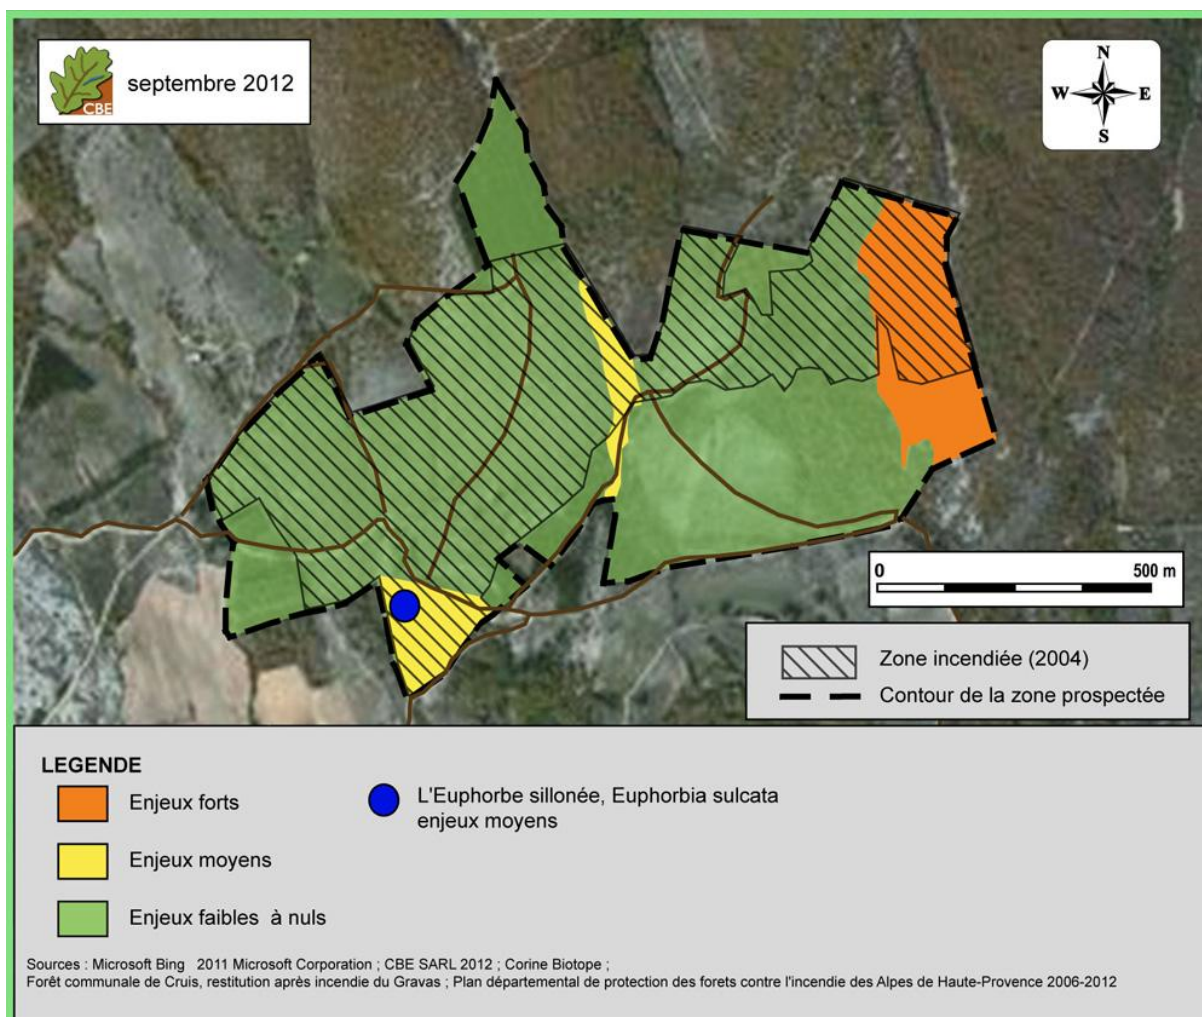 CBE
septembre 2012
N
W E
S
0 500 m
Zone incendiée (2004)
Contour de la zone prospectée
LEGENDE
Enjeux forts
Enjeux moyens
Enjeux faibles à nuls
L'Euphorbe sillonée, Euphorbia sulcata
enjeux moyens
Sources : Microsoft Bing 2011 Microsoft Corporation ; CBE SARL 2012 ; Corine Biotope ;
Forêt communale de Cruis, restitution après incendie du Gravas ; Plan départemental de protection des forets contre l'incendie des Alpes de Haute-Provence 2006-2012